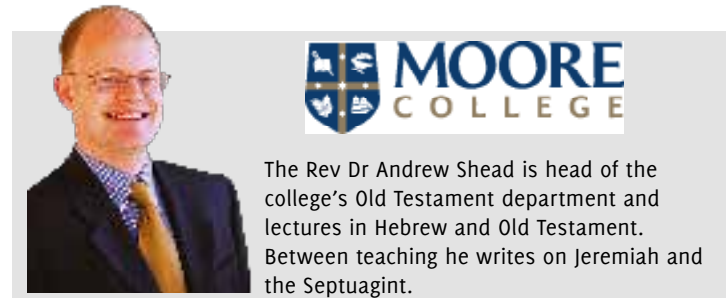 MOORE
COLLEGE
The Rev Dr Andrew Shead is head of the
college's Old Testament department and
lectures in Hebrew and Old Testament.
Between teaching he writes on Jeremiah and
the Septuagint.